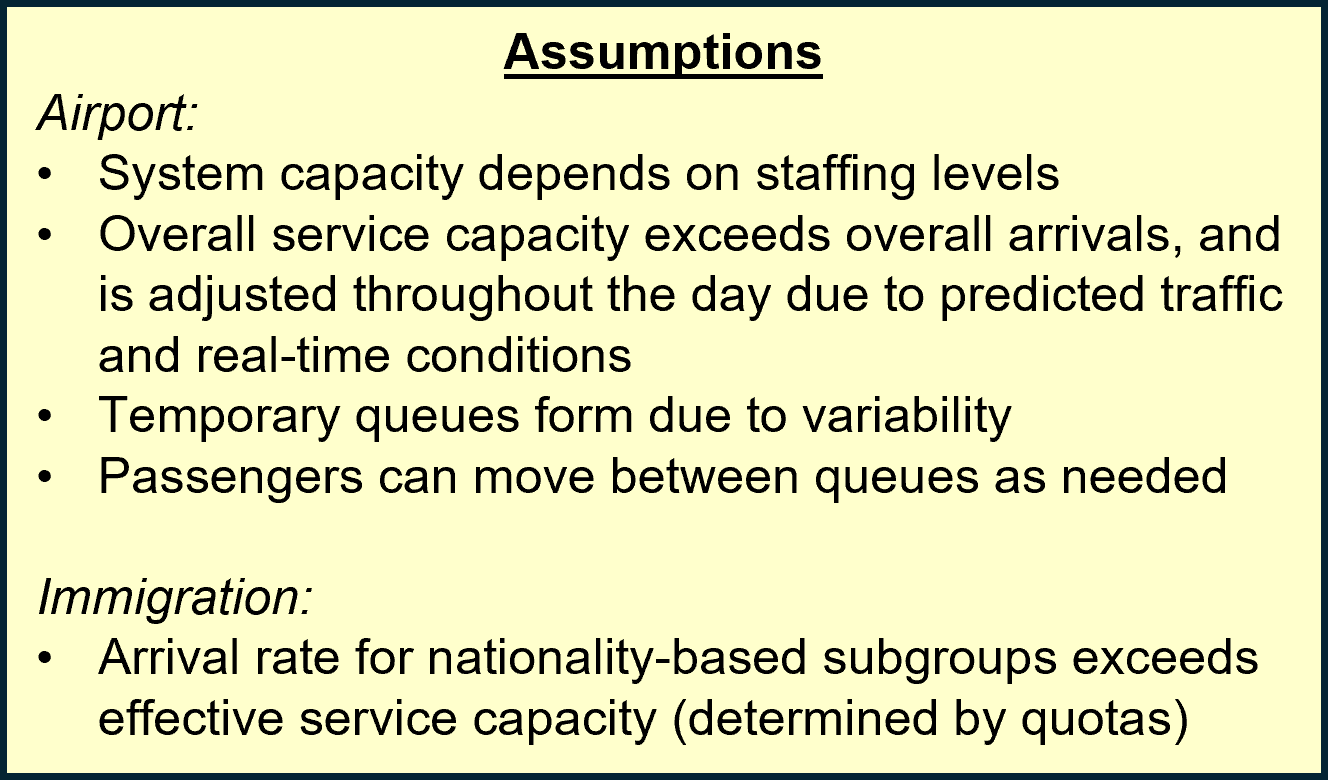 Assumptions
Airport:
• System capacity depends on staffing levels
• Overall service capacity exceeds overall arrivals, and
is adjusted throughout the day due to predicted traffic
and real-time conditions
• Temporary queues form due to variability
• Passengers can move between queues as needed
Immigration:
• Arrival rate for nationality-based subgroups exceeds
effective service capacity (determined by quotas)